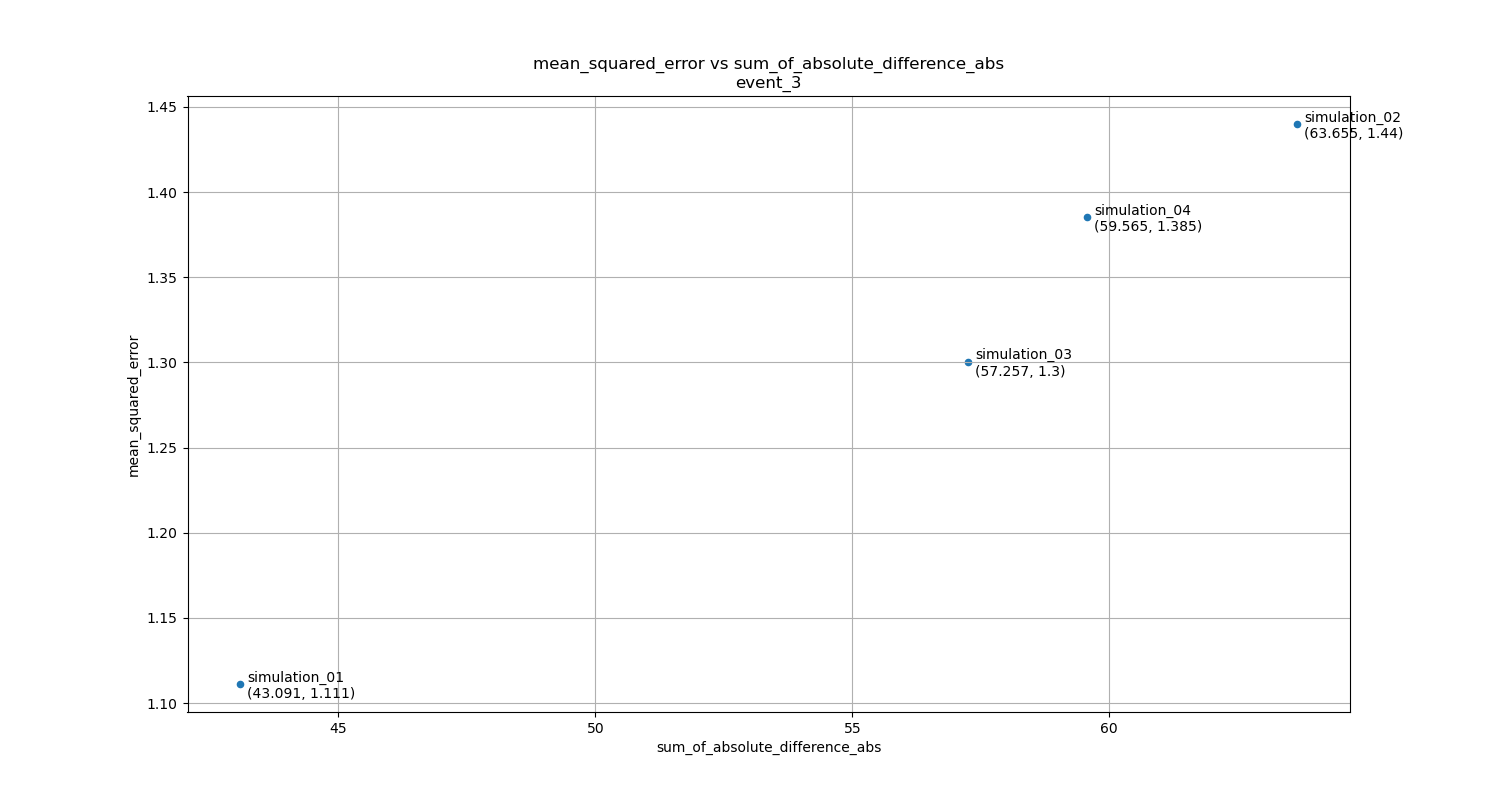 mean_squared_error vs sum_of_absolute_difference_abs
event_3
1.45
1.40
1.35
1.30
1.25
1.20
1.15
1.10
mean_squared_error
simulation_02
(63.655, 1.44)
simulation_04
(59.565, 1.385)
simulation_03
(57.257, 1.3)
simulation_01
(43.091, 1.111)
45
50
55
60
sum_of_absolute_difference_abs